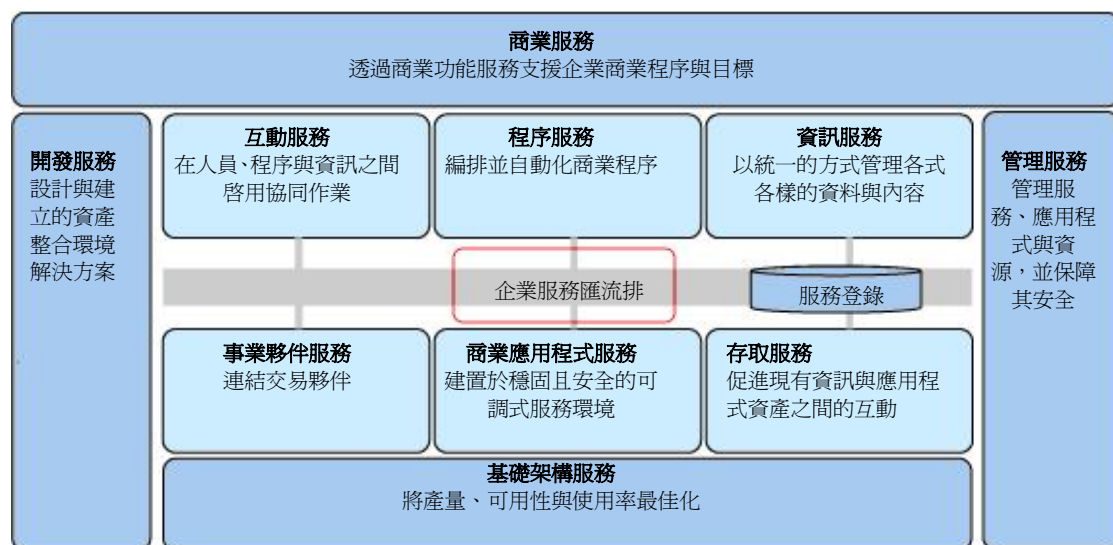 商業服務
透過商業功能服務支援企業商業程序與目標
開發服務
設計與建
立的資產
整合環境
解決方案
互動服務
在人員、程序與資訊之間
啓用協同作業
程序服務
編排並自動化商業程序
資訊服務
以統一的方式管理各式
各樣的資料與內容
管理服務
管理服
務、應用程
式與資
源，並保障
其安全
企業服務匯流排
服務登錄
事業夥伴服務
連結交易夥伴
商業應用程式服務
建置於穩固且安全的可
調式服務環境
存取服務
促進現有資訊與應用程
式資產之間的互動
基礎架構服務
將產量、可用性與使用率最佳化